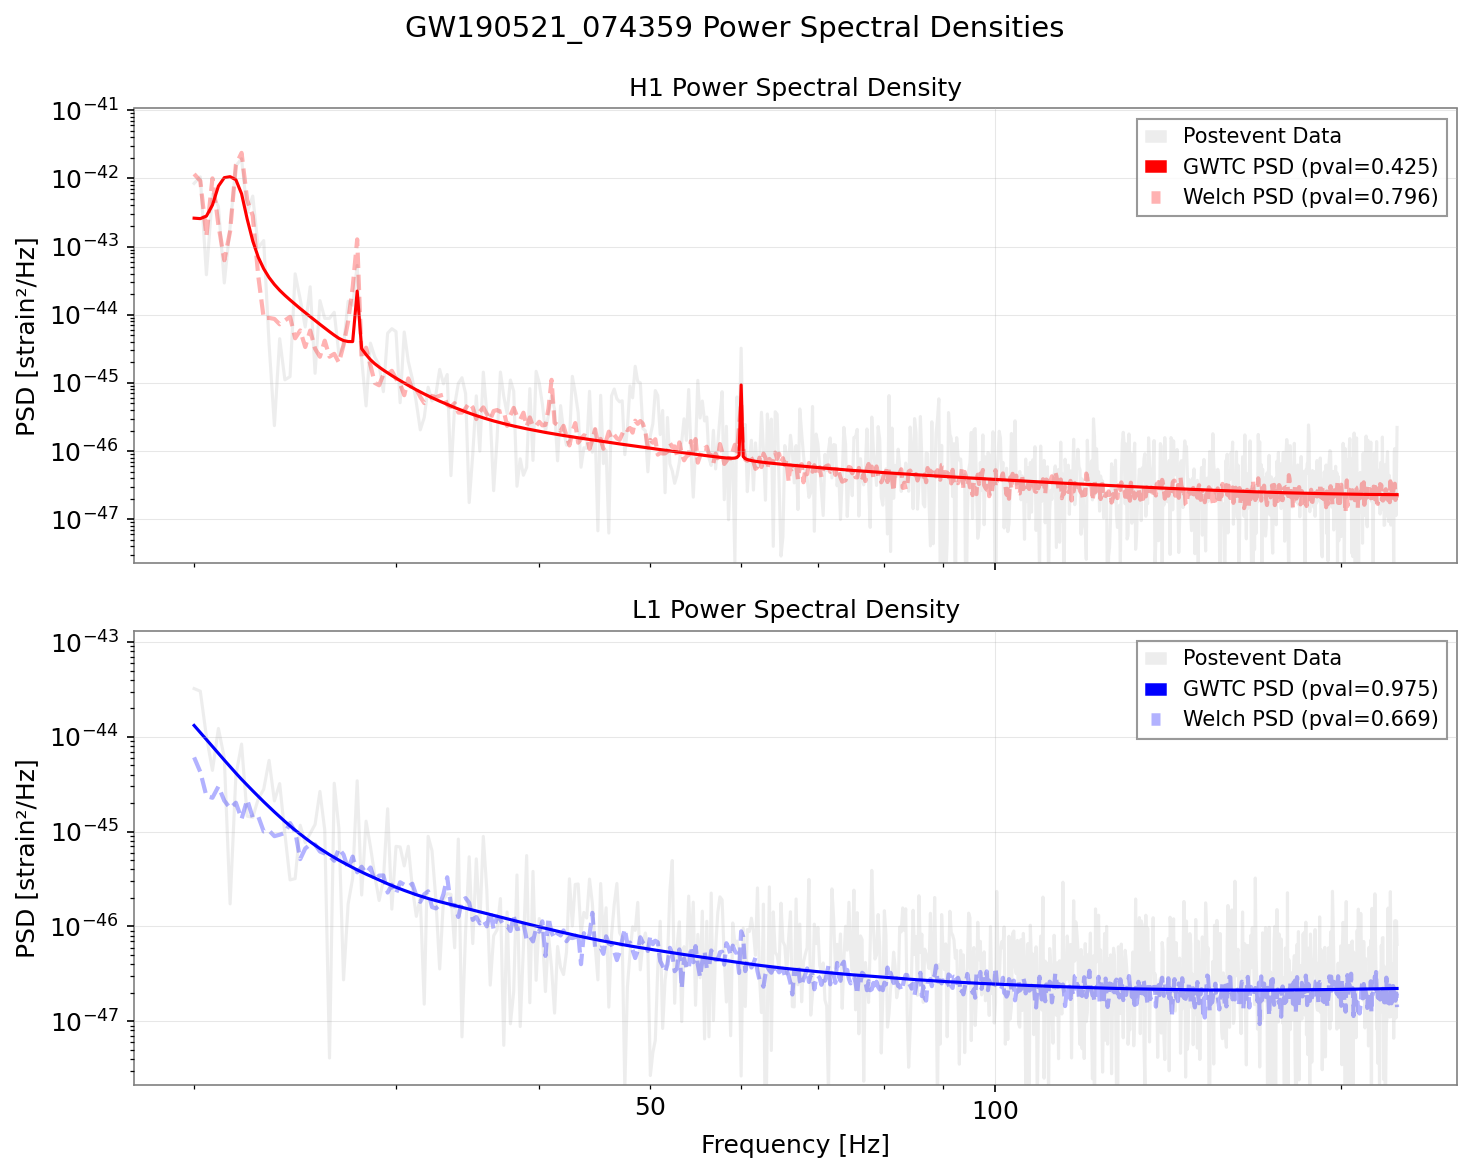 GW190521_074359 Power Spectral Densities
H1 Power Spectral Density
10⁻⁴¹
10⁻⁴²
10⁻⁴³
10⁻⁴⁴
10⁻⁴⁵
10⁻⁴⁶
10⁻⁴⁷
PSD [strain²/Hz]
Postevent Data
GWTC PSD (pval=0.425)
Welch PSD (pval=0.796)
L1 Power Spectral Density
10⁻⁴³
10⁻⁴⁴
10⁻⁴⁵
10⁻⁴⁶
10⁻⁴⁷
PSD [strain²/Hz]
Postevent Data
GWTC PSD (pval=0.975)
Welch PSD (pval=0.669)
50 100
Frequency [Hz]